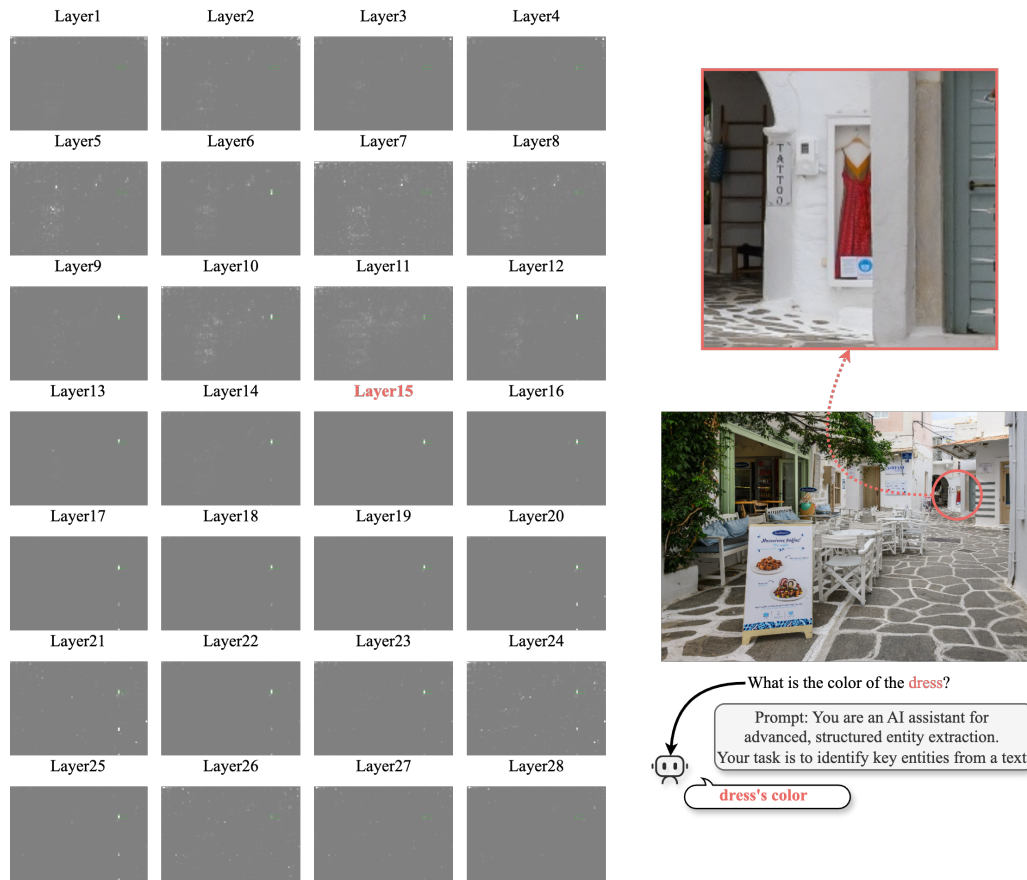 Layer1
Layer2
Layer3
Layer4
Layer5
Layer6
Layer7
Layer8
Layer9
Layer10
Layer11
Layer12
Layer13
Layer14
Layer15
Layer16
Layer17
Layer18
Layer19
Layer20
Layer21
Layer22
Layer23
Layer24
Layer25
Layer26
Layer27
Layer28
TATTOO
What is the color of the dress?
Prompt: You are an AI assistant for
advanced, structured entity extraction.
Your task is to identify key entities from a text
dress's color